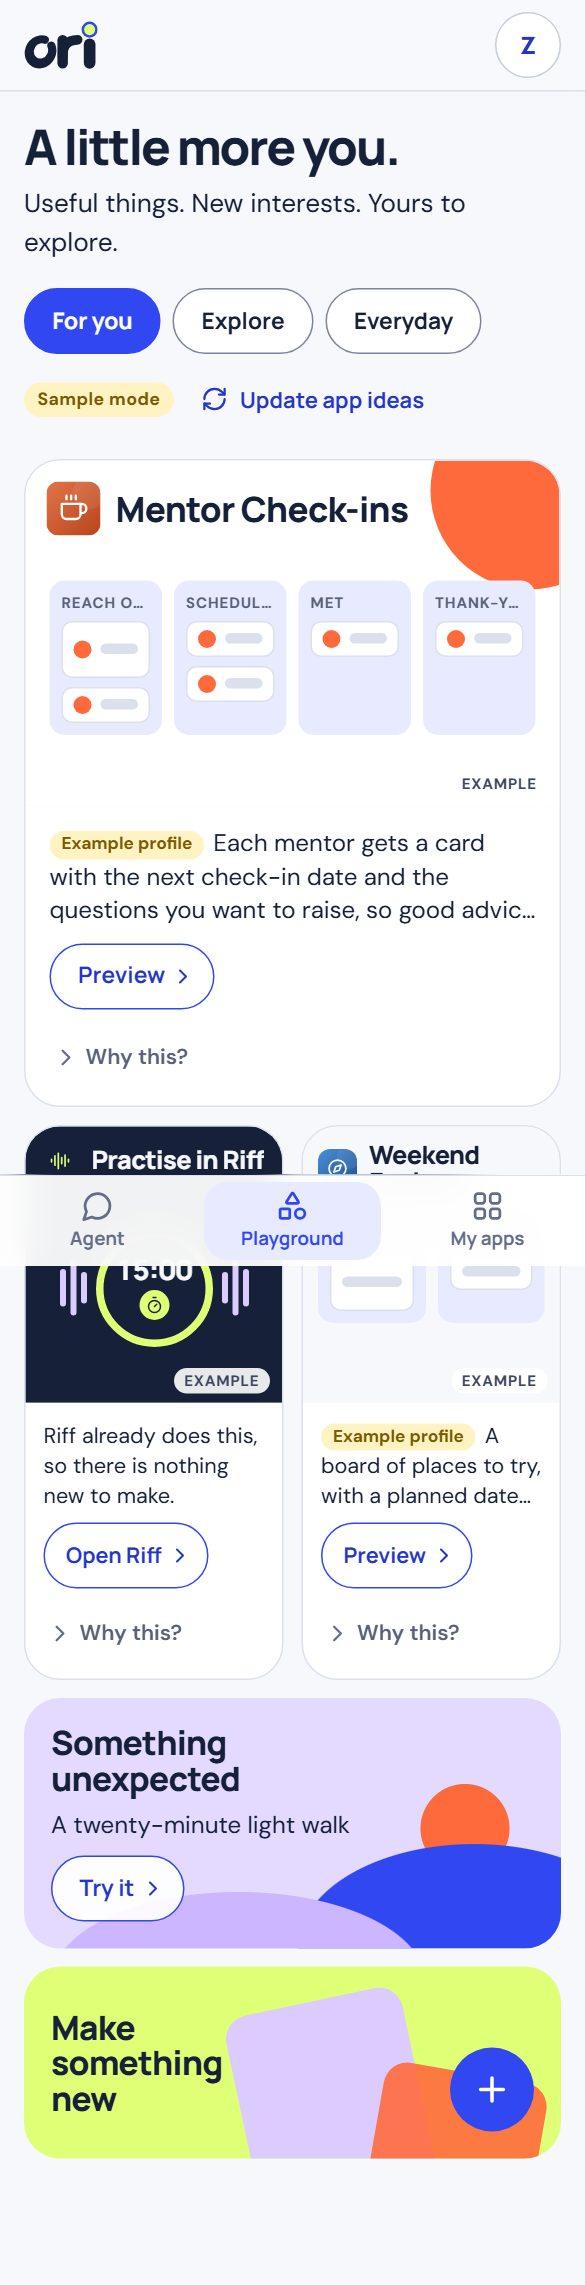 ori
Z
A little more you.
Useful things. New interests. Yours to
explore.
For you
Explore
Everyday
Sample mode
Update app ideas
Mentor Check-ins
REACH O…
SCHEDUL…
MET
THANK-Y…
EXAMPLE
Example profile Each mentor gets a card
with the next check-in date and the
questions you want to raise, so good advic…
Preview
Why this?
Practise in Riff
Weekend
Agent
Playground
My apps
15:00
EXAMPLE
EXAMPLE
Riff already does this,
so there is nothing
new to make.
Open Riff
Why this?
Example profile A
board of places to try,
with a planned date…
Preview
Why this?
Something
unexpected
A twenty-minute light walk
Try it
Make
something
new